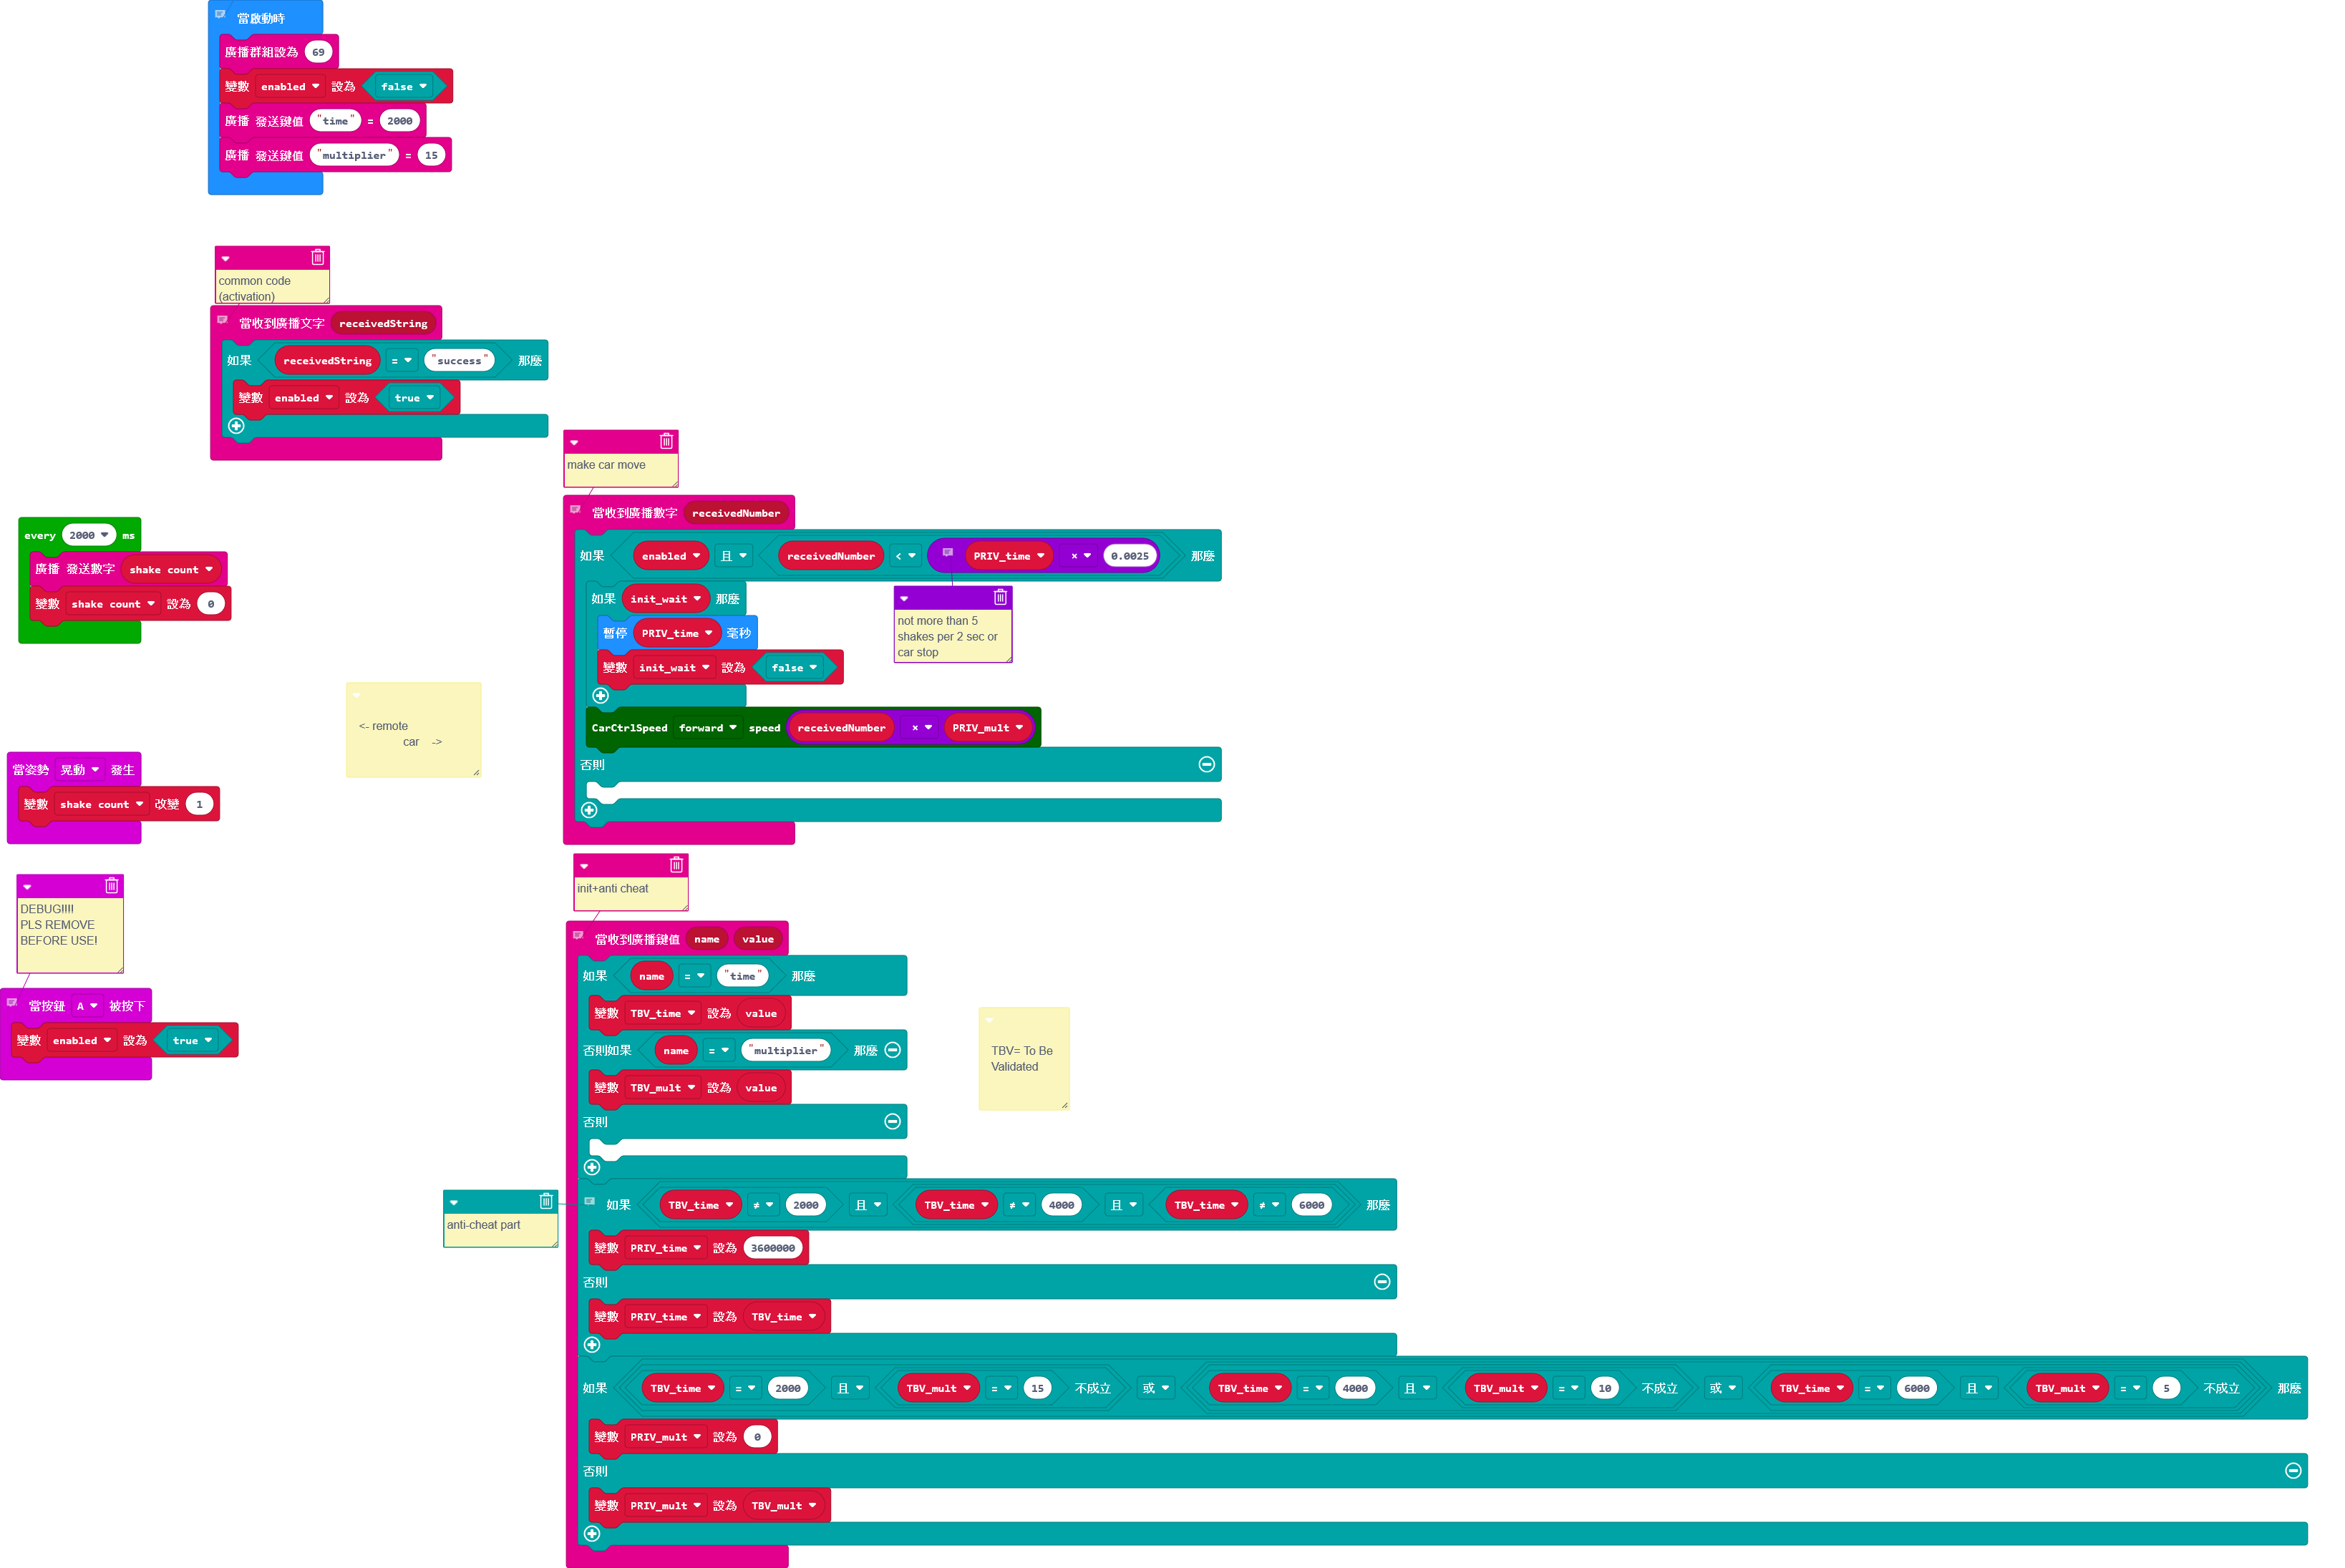 當啟動時
廣播群組設為 69
變數 enabled 設為 false
廣播 發送鍵值 "time" = 2000
廣播 發送鍵值 "multiplier" = 15
common code
(activation)
當收到廣播文字 receivedString
如果 receivedString = "success" 那麼
變數 enabled 設為 true
every 2000 ms
廣播 發送數字 shake count
變數 shake count 設為 0
<- remote
car ->
當姿勢 晃動 發生
變數 shake count 改變 1
DEBUG!!!!
PLS REMOVE
BEFORE USE!
當按鈕 A 被按下
變數 enabled 設為 true
make car move
當收到廣播數字 receivedNumber
如果 enabled 且 receivedNumber < PRIV_time × 0.0025 那麼
如果 init_wait 那麼
暫停 PRIV_time 毫秒
變數 init_wait 設為 false
not more than 5
shakes per 2 sec or
car stop
CarCtrlSpeed forward speed receivedNumber × PRIV_mult
否則
init+anti cheat
當收到廣播鍵值 name value
如果 name = "time" 那麼
變數 TBV_time 設為 value
否則如果 name = "multiplier" 那麼
變數 TBV_mult 設為 value
否則
TBV= To Be
Validated
anti-cheat part
如果 TBV_time ≠ 2000 且 TBV_time ≠ 4000 且 TBV_time ≠ 6000 那麼
變數 PRIV_time 設為 3600000
否則
變數 PRIV_time 設為 TBV_time
如果 TBV_time = 2000 且 TBV_mult = 15 不成立 或 TBV_time = 4000 且 TBV_mult = 10 不成立 或 TBV_time = 6000 且 TBV_mult = 5 不成立 那麼
變數 PRIV_mult 設為 0
否則
變數 PRIV_mult 設為 TBV_mult